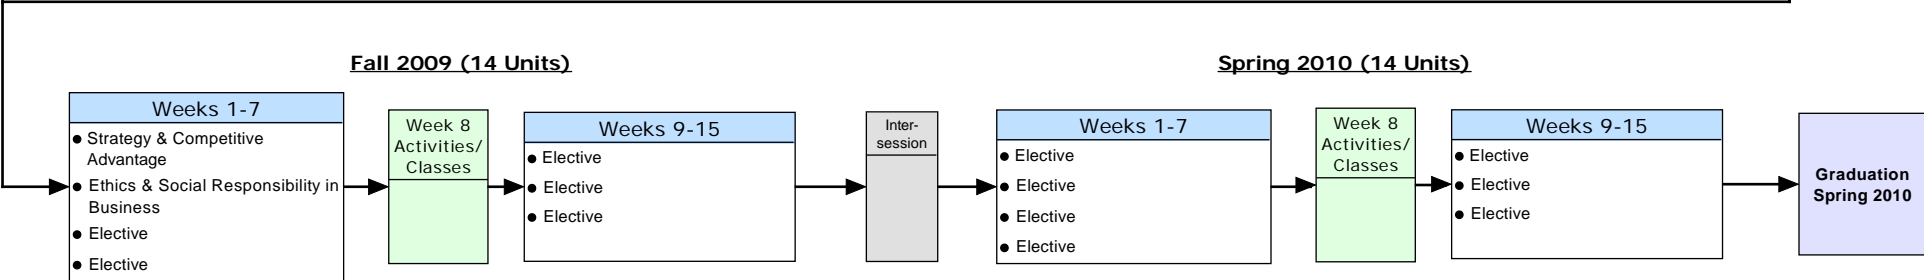 Fall 2009 (14 Units)
Weeks 1-7
● Strategy & Competitive
Advantage
● Ethics & Social Responsibility in
Business
● Elective
● Elective
Week 8
Activities/
Classes
Weeks 9-15
● Elective
● Elective
● Elective
Inter-
session
Spring 2010 (14 Units)
Weeks 1-7
● Elective
● Elective
● Elective
● Elective
Week 8
Activities/
Classes
Weeks 9-15
● Elective
● Elective
● Elective
Graduation
Spring 2010